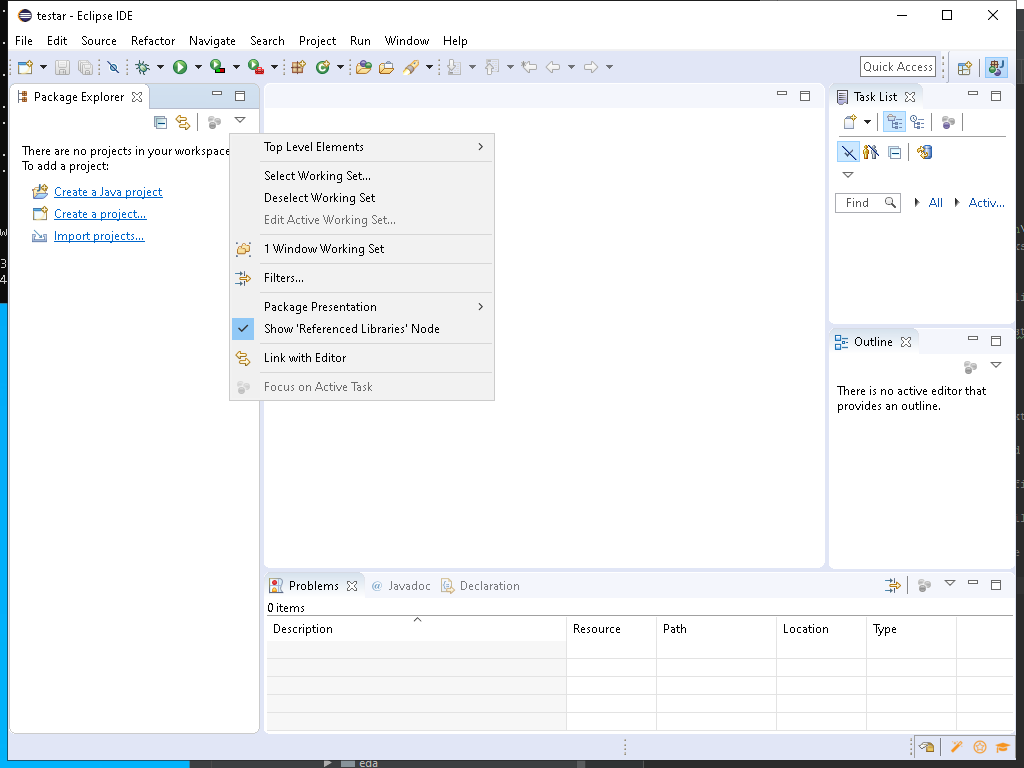 testar - Eclipse IDE
File Edit Source Refactor Navigate Search Project Run Window Help
Quick Access
Package Explorer
Task List
There are no projects in your workspace
To add a project:
Create a Java project
Create a project...
Import projects...
Top Level Elements
Select Working Set...
Deselect Working Set
Edit Active Working Set...
1 Window Working Set
Filters...
Package Presentation
Show 'Referenced Libraries' Node
Link with Editor
Focus on Active Task
Find
All
Activ...
Outline
There is no active editor that
provides an outline.
Problems
@ Javadoc
Declaration
0 items
Description Resource Path Location Type
eda